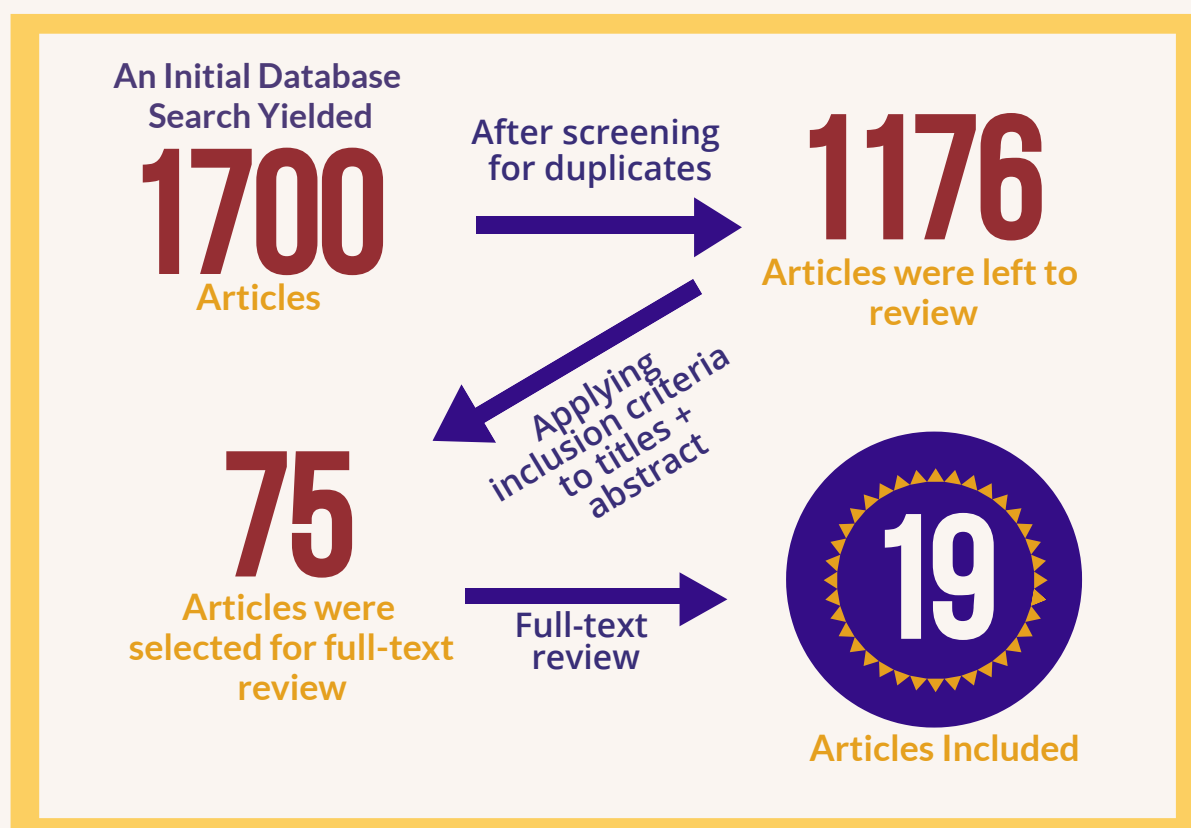 An Initial Database
Search Yielded
1700
Articles
After screening
for duplicates
1176
Articles were left to
review
Applying
inclusion criteria
to titles +
abstract
75
Articles were
selected for full-text
review
Full-text
review
19
Articles Included